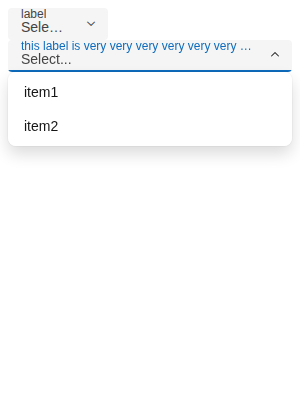 label
Sele...
this label is very very very very very very ...
Select...
item1
item2